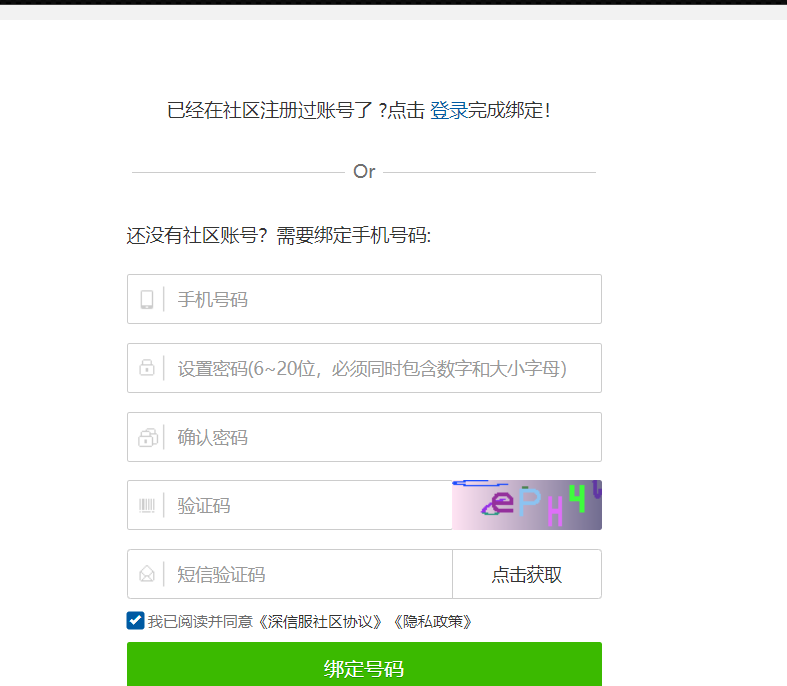 已经在社区注册过账号了 ?点击 登录完成绑定!
Or
还没有社区账号? 需要绑定手机号码:
手机号码
设置密码(6~20位，必须同时包含数字和大小字母)
确认密码
验证码
短信验证码 点击获取
我已阅读并同意《深信服社区协议》《隐私政策》
绑定号码